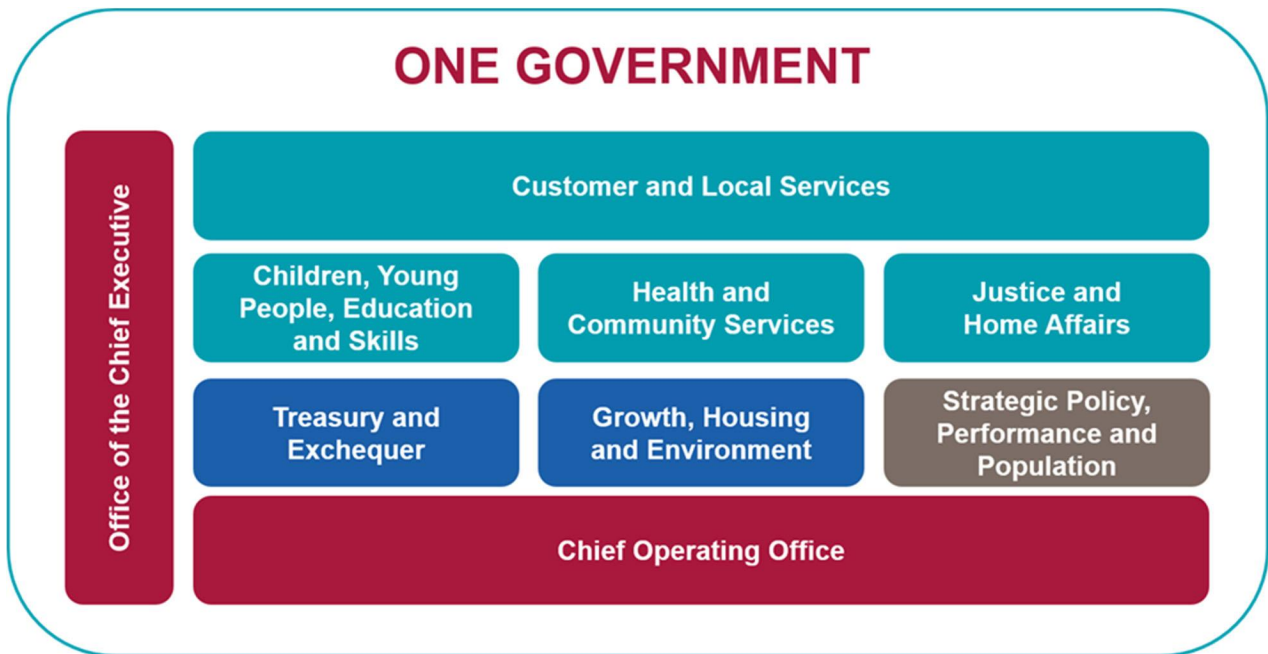 ONE GOVERNMENT
Office of the Chief Executive
Customer and Local Services
Children, Young
People, Education
and Skills
Health and
Community Services
Justice and
Home Affairs
Treasury and
Exchequer
Growth, Housing
and Environment
Strategic Policy,
Performance and
Population
Chief Operating Office